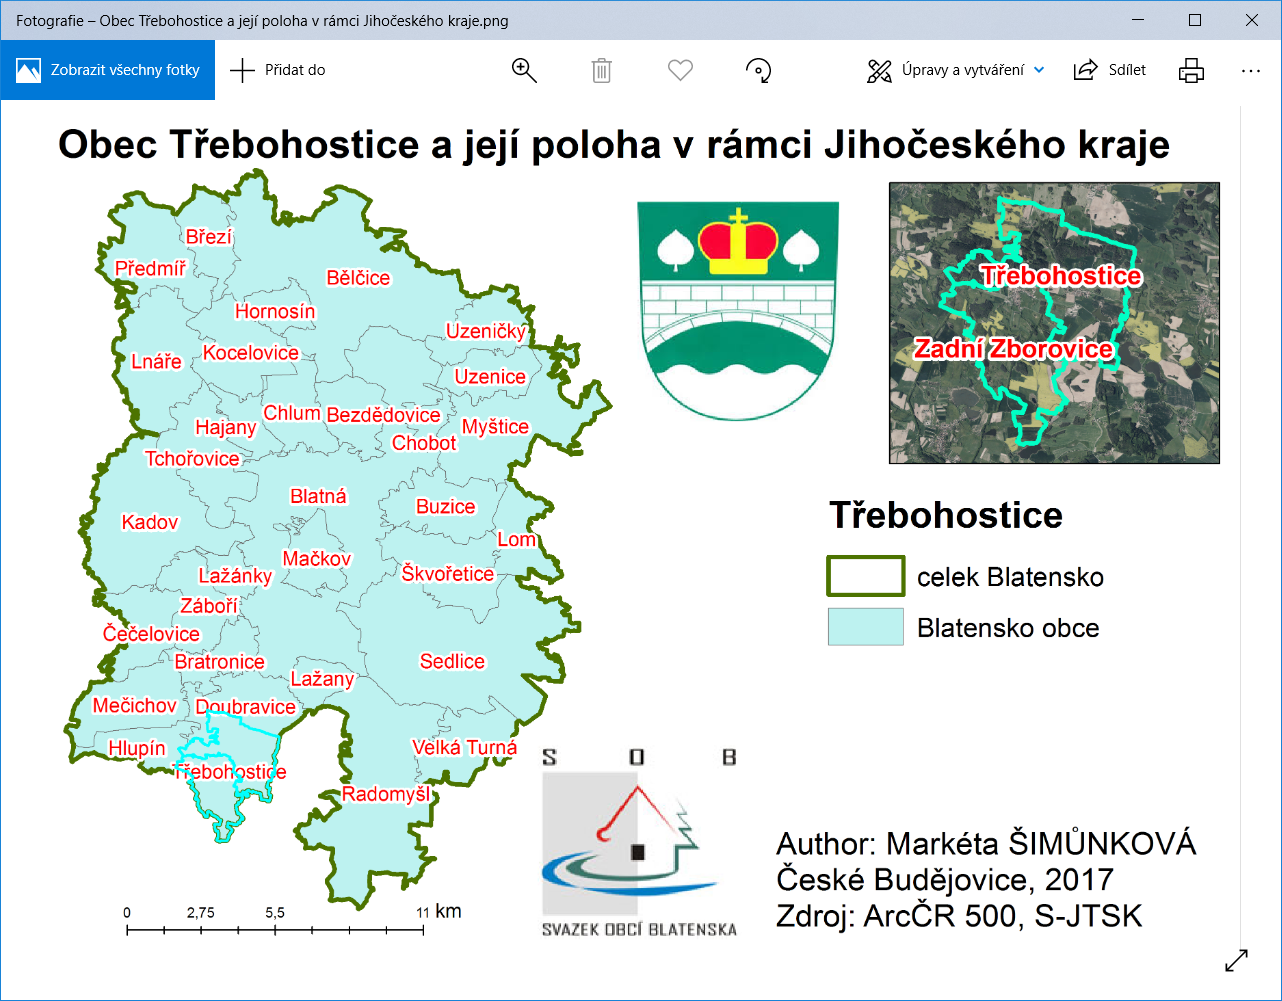 Fotografie – Obec Třebohostice a její poloha v rámci Jihočeského kraje.png
Zobrazit všechny fotky
Přidat do
Úpravy a vytváření
Sdílet
Obec Třebohostice a její poloha v rámci Jihočeského kraje
Březí
Předmíř
Bělčice
Hornosín
Uzeničky
Kocelovice
Lnáře
Uzenice
Chlum
Bezdědovice
Hajany
Myštice
Chobot
Tchořovice
Blatná
Buzice
Kadov
Lom
Mačkov
Lažánky
Škvořetice
Záboří
Čečelovice
Bratronice
Sedlice
Lažany
Mečichov
Doubravice
Hlupín
Velká Turná
Třebohostice
Radomyšl
0
2,75
5,5
11 km
Třebohostice
Zadní Zborovice
Třebohostice
celek Blatensko
Blatensko obce
S O B
SVAZEK OBCÍ BLATENSKA
Author: Markéta ŠIMŮNKOVÁ
České Budějovice, 2017
Zdroj: ArcČR 500, S-JTSK